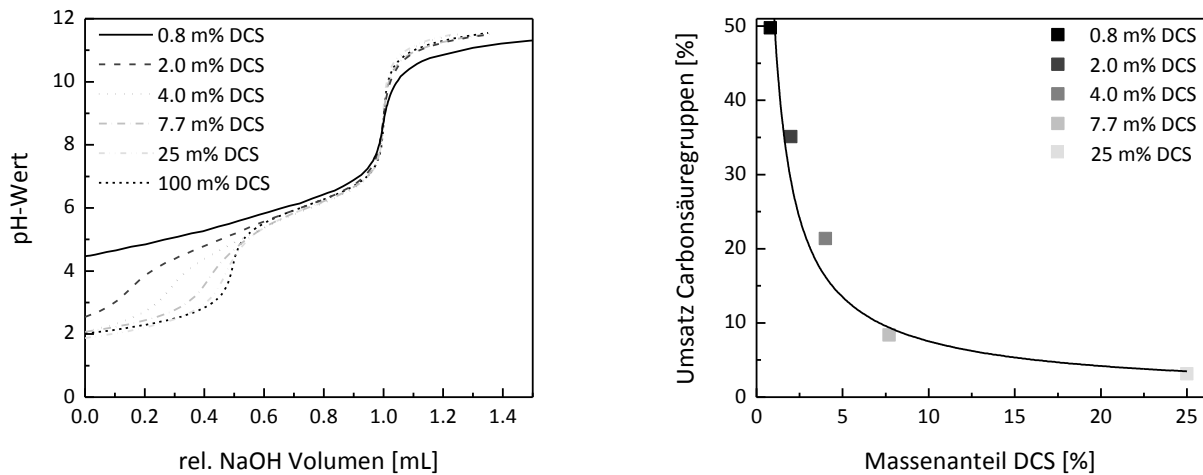 12
10
8
6
4
2
0
pH-Wert
0.8 m% DCS
2.0 m% DCS
4.0 m% DCS
7.7 m% DCS
25 m% DCS
100 m% DCS
0.0 0.2 0.4 0.6 0.8 1.0 1.2 1.4
rel. NaOH Volumen [mL]
50
40
30
20
10
0
Umsatz Carbonsäuregruppen [%]
0.8 m% DCS
2.0 m% DCS
4.0 m% DCS
7.7 m% DCS
25 m% DCS
0 5 10 15 20 25
Massenanteil DCS [%]